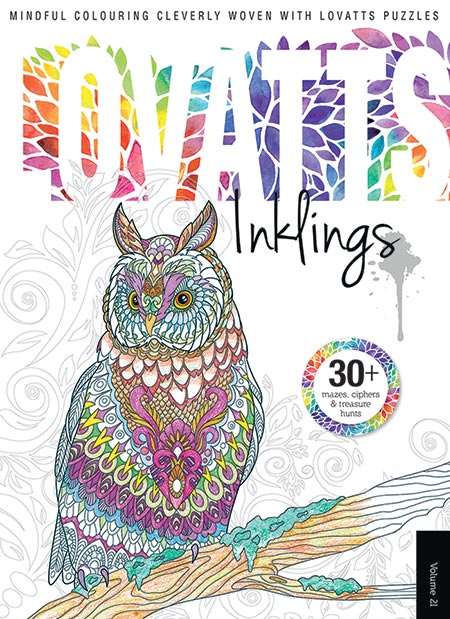 MINDFUL COLOURING CLEVERLY WOVEN WITH LOVATTS PUZZLES
LOVATTS
Inklings
30+
mazes, ciphers
& treasure
hunts
Volume 21